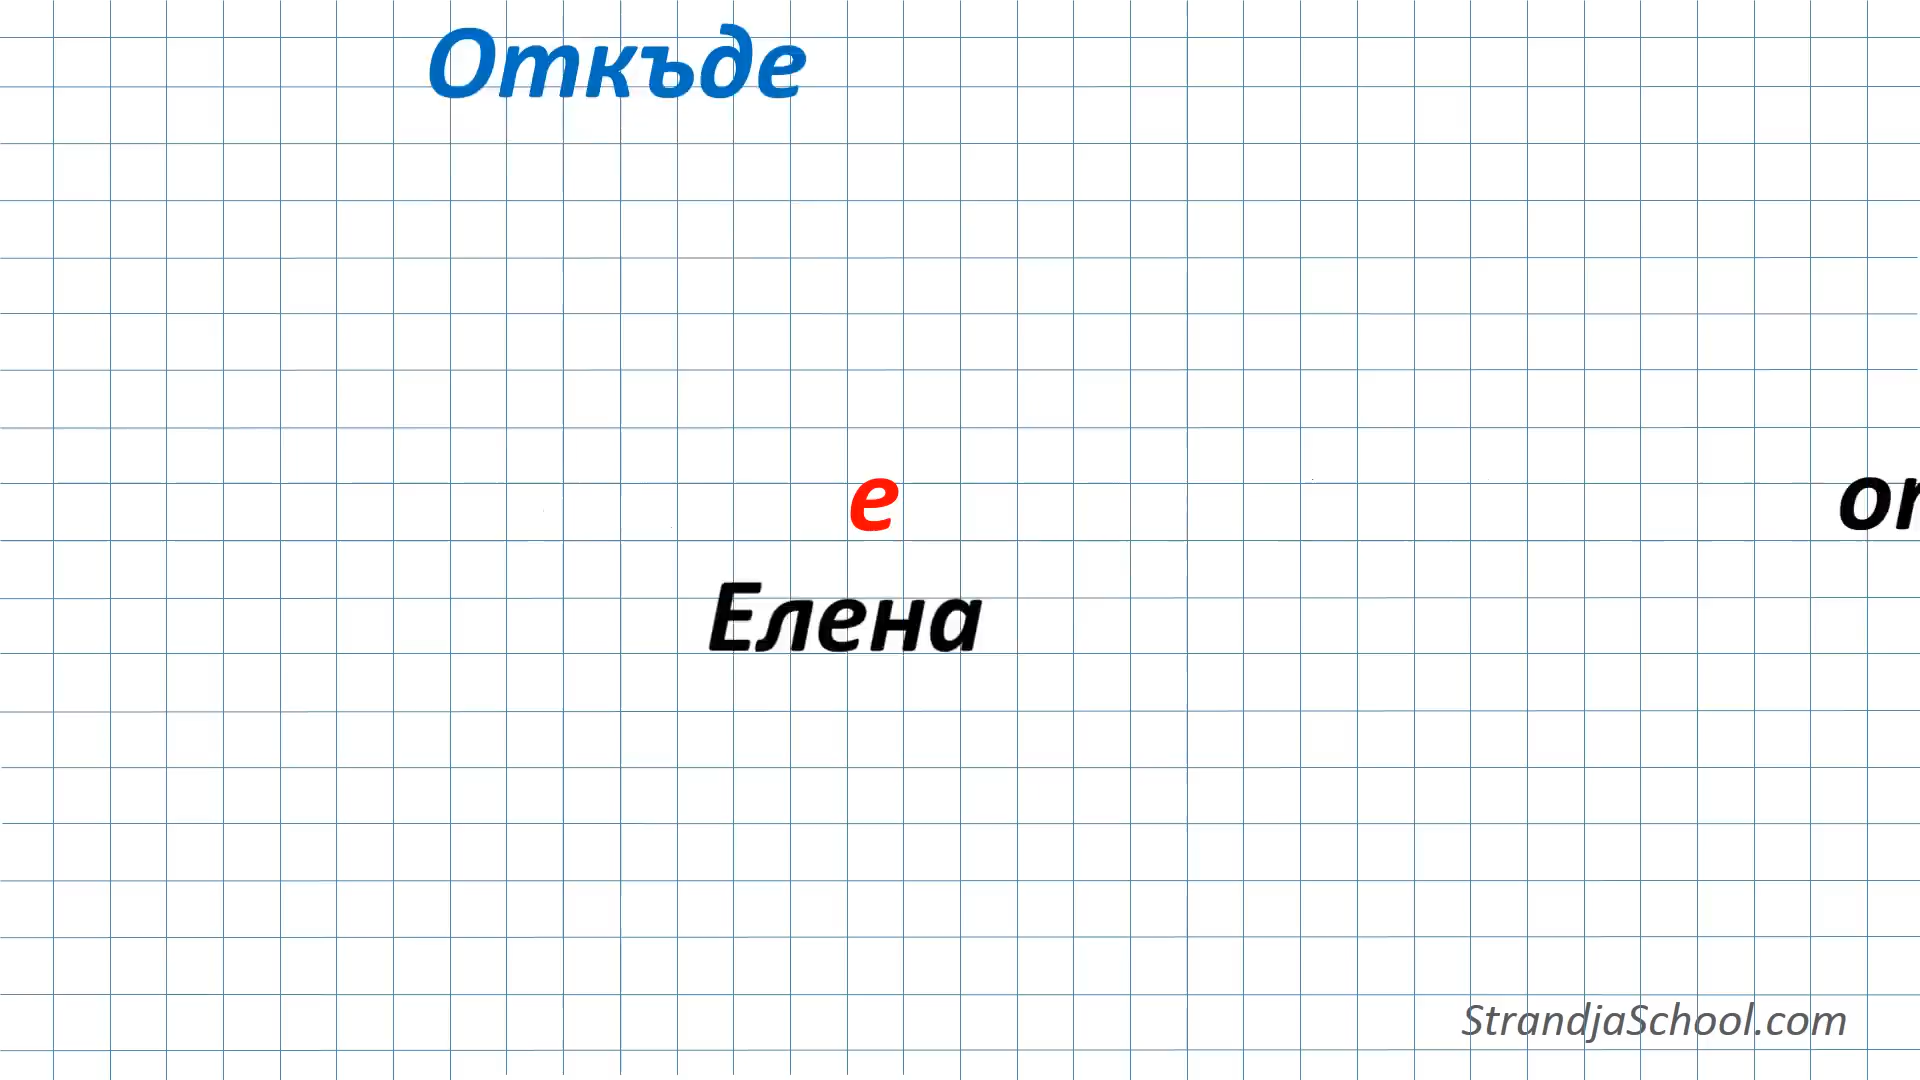 Откъде
е
Елена
StrandjaSchool.com